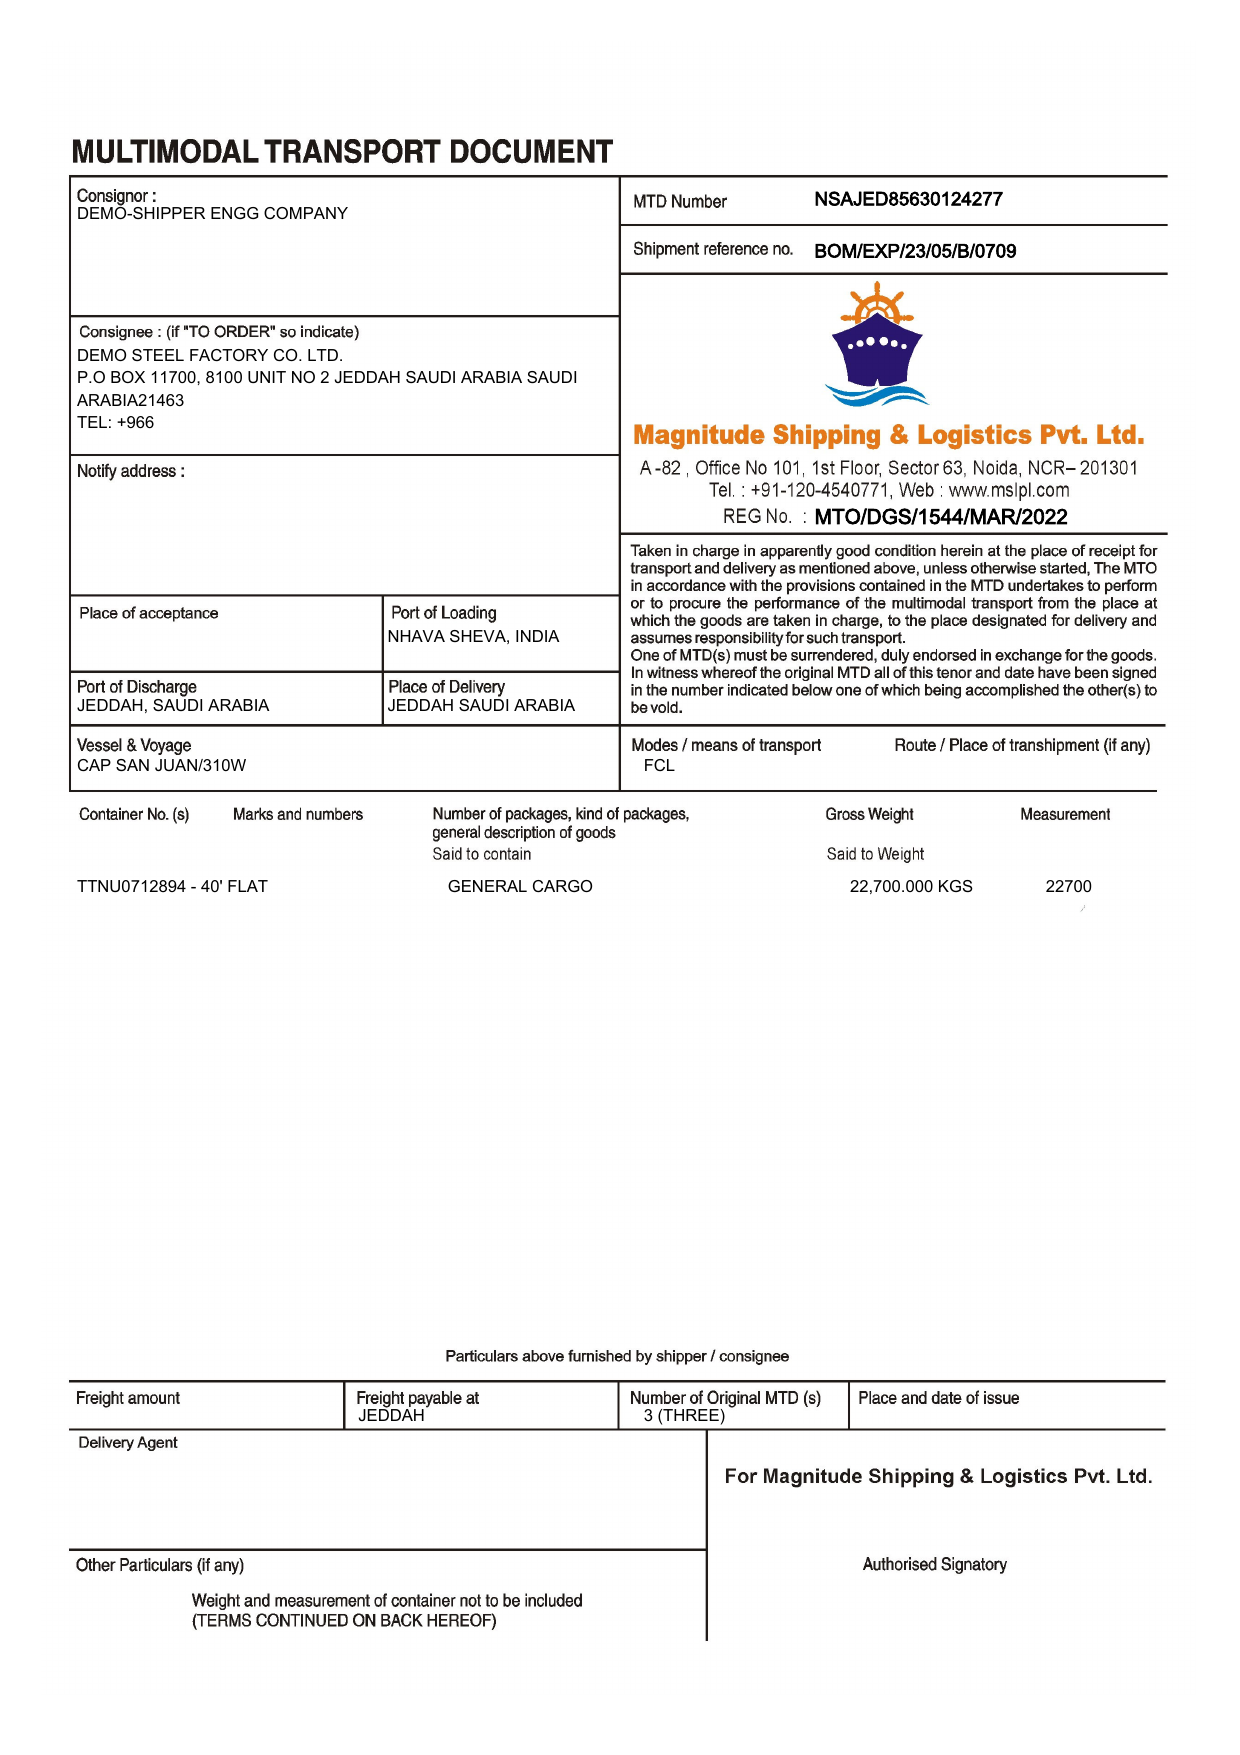 MULTIMODAL TRANSPORT DOCUMENT
Consignor :
DEMO-SHIPPER ENGG COMPANY
MTD Number NSAJED85630124277
Shipment reference no. BOM/EXP/23/05/B/0709
Consignee : (if "TO ORDER" so indicate)
DEMO STEEL FACTORY CO. LTD.
P.O BOX 11700, 8100 UNIT NO 2 JEDDAH SAUDI ARABIA SAUDI
ARABIA21463
TEL: +966
Notify address :
Magnitude Shipping & Logistics Pvt. Ltd.
A -82 , Office No 101, 1st Floor, Sector 63, Noida, NCR– 201301
Tel. : +91-120-4540771, Web : www.mslpl.com
REG No. : MTO/DGS/1544/MAR/2022
Taken in charge in apparently good condition herein at the place of receipt for
transport and delivery as mentioned above, unless otherwise started, The MTO
in accordance with the provisions contained in the MTD undertakes to perform
or to procure the performance of the multimodal transport from the place at
which the goods are taken in charge, to the place designated for delivery and
assumes responsibility for such transport.
One of MTD(s) must be surrendered, duly endorsed in exchange for the goods.
In witness whereof the original MTD all of this tenor and date have been signed
in the number indicated below one of which being accomplished the other(s) to
be vold.
Place of acceptance
Port of Loading
NHAVA SHEVA, INDIA
Port of Discharge
JEDDAH, SAUDI ARABIA
Place of Delivery
JEDDAH SAUDI ARABIA
Vessel & Voyage
CAP SAN JUAN/310W
Modes / means of transport
FCL
Route / Place of transhipment (if any)
Container No. (s) Marks and numbers Number of packages, kind of packages, Gross Weight Measurement
general description of goods
Said to contain Said to Weight
TTNU0712894 - 40' FLAT GENERAL CARGO 22,700.000 KGS 22700
Particulars above furnished by shipper / consignee
Freight amount
Freight payable at
JEDDAH
Number of Original MTD (s)
3 (THREE)
Place and date of issue
Delivery Agent
For Magnitude Shipping & Logistics Pvt. Ltd.
Authorised Signatory
Other Particulars (if any)
Weight and measurement of container not to be included
(TERMS CONTINUED ON BACK HEREOF)